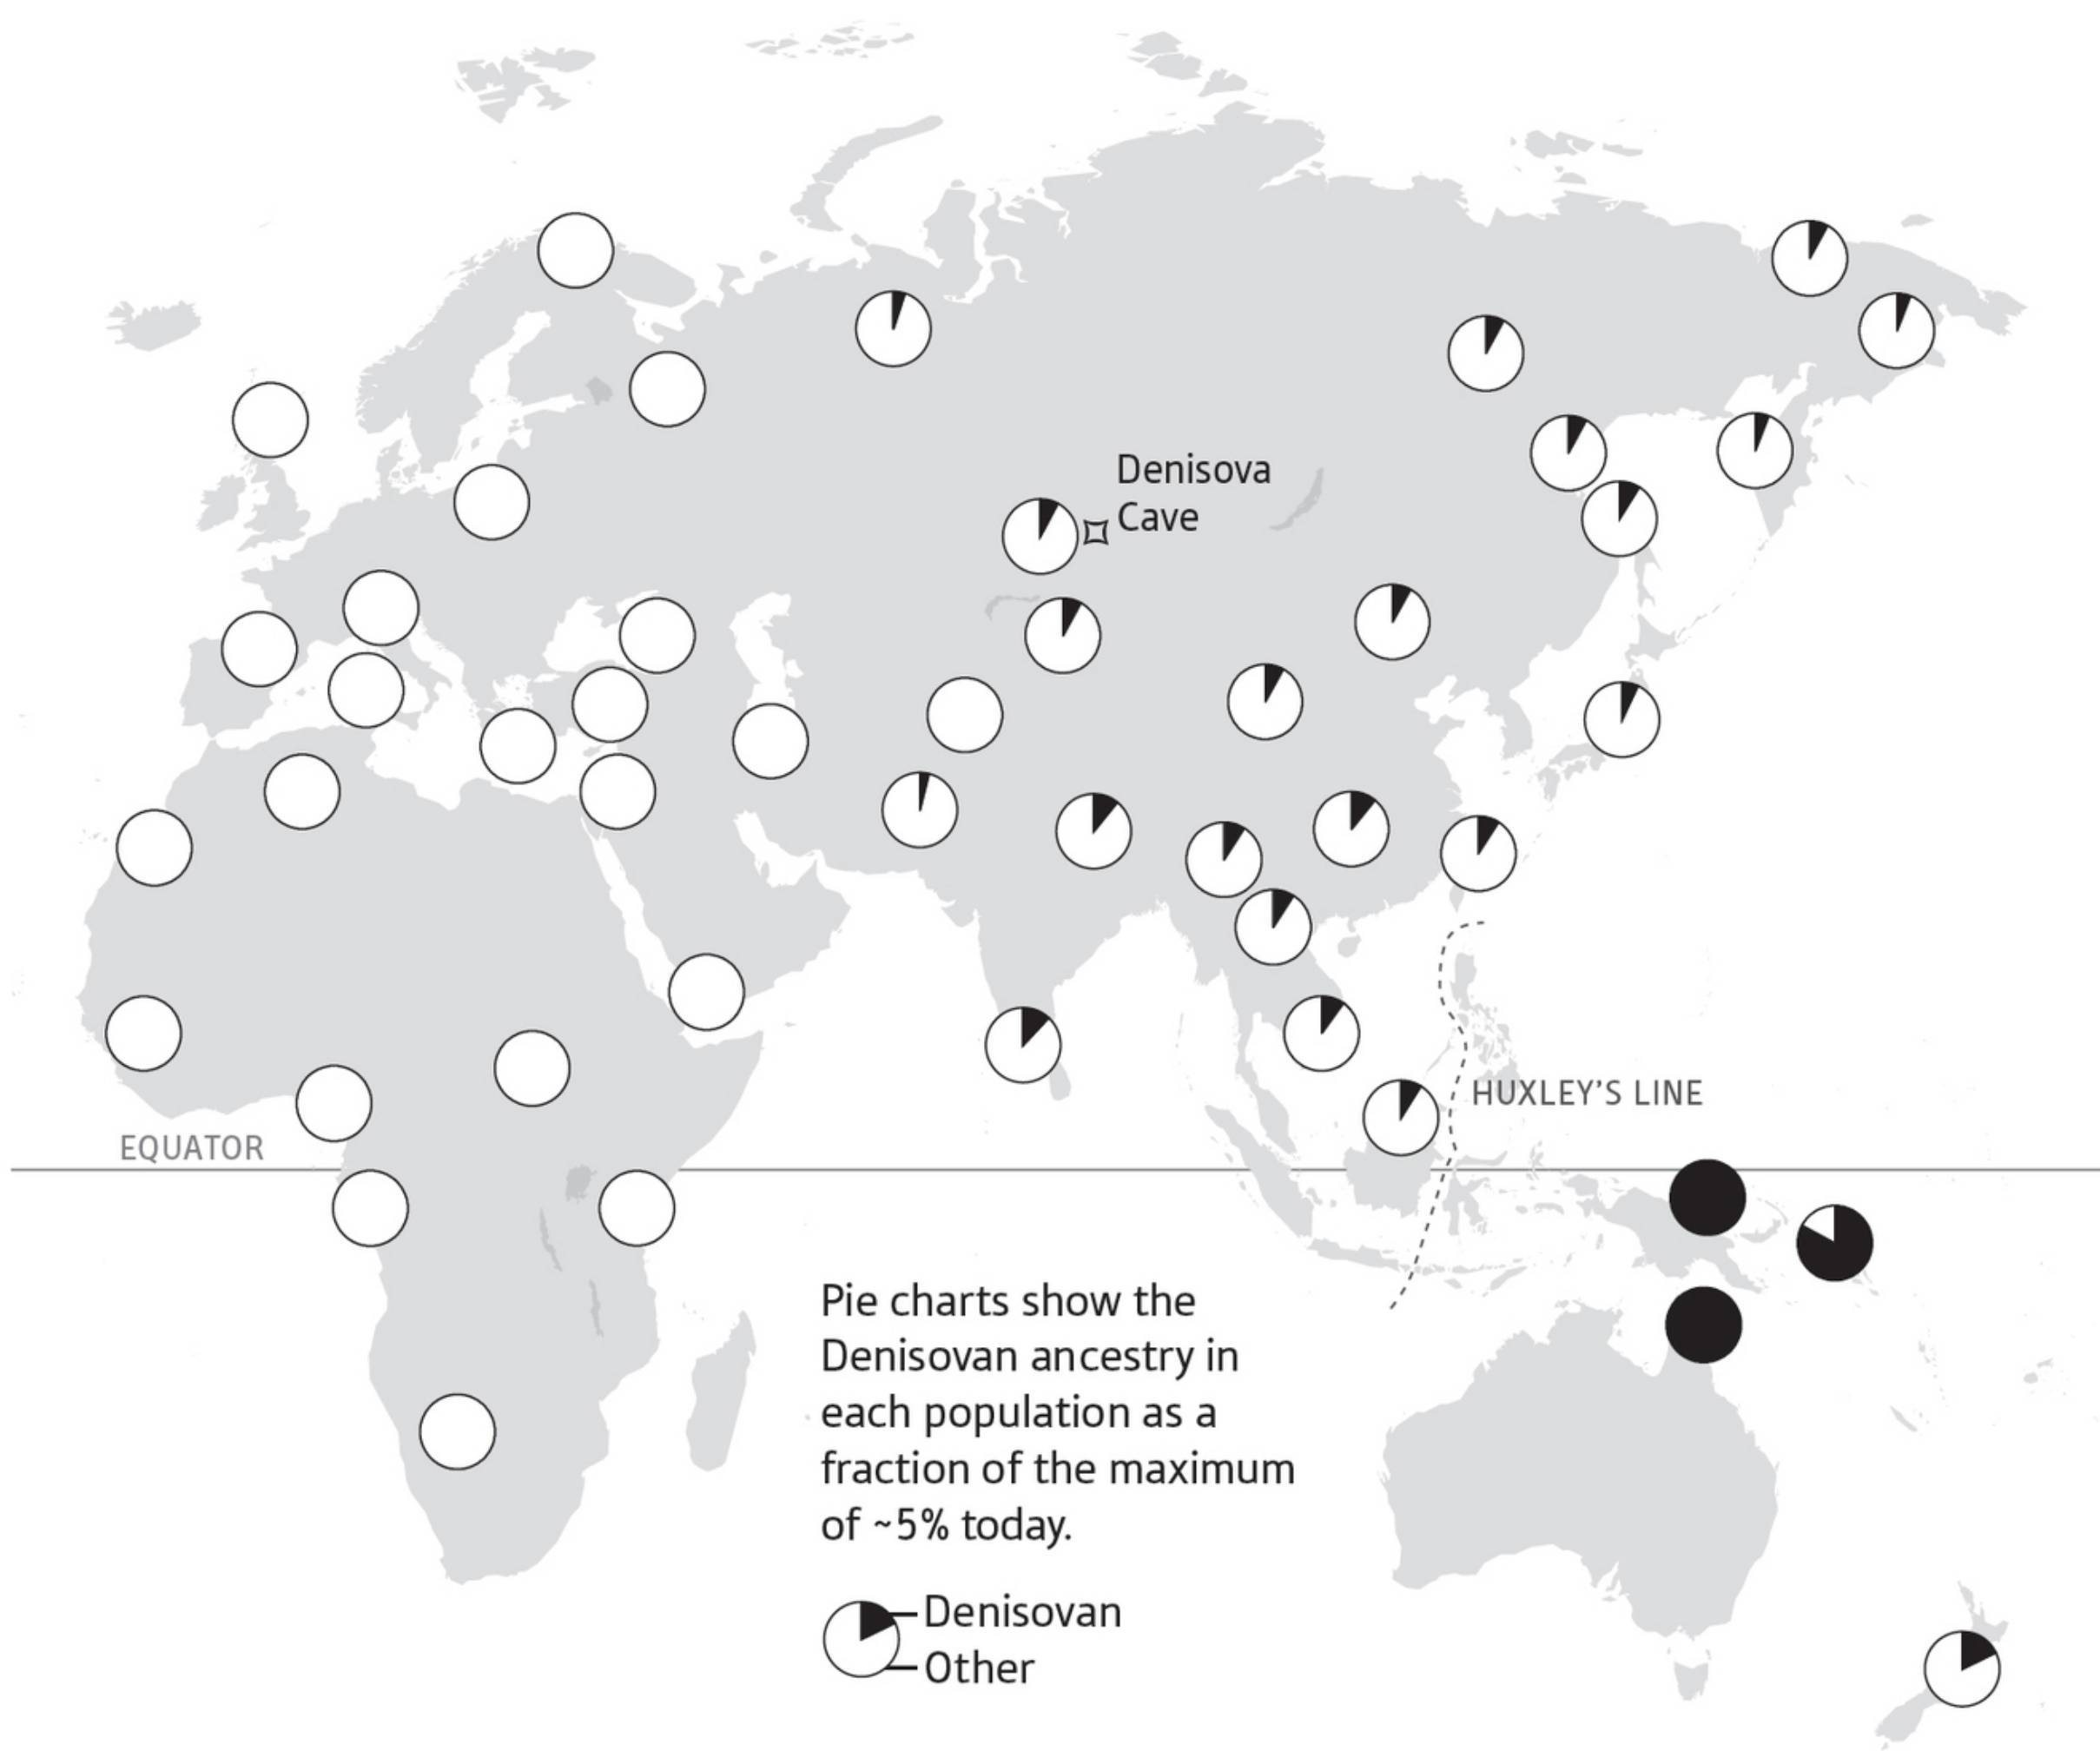 Denisova
Cave
HUXLEY'S LINE
EQUATOR
Pie charts show the
Denisovan ancestry in
each population as a
fraction of the maximum
of ~5% today.
Denisovan
Other